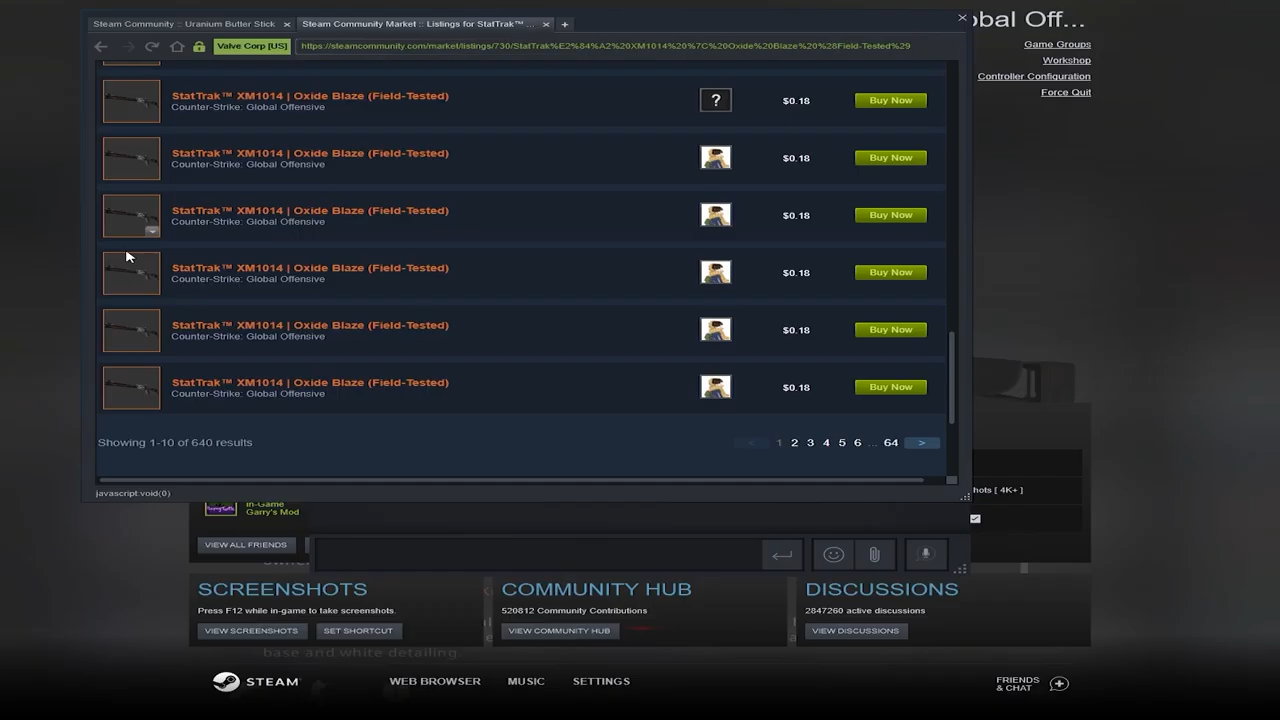 Steam Community :: Uranium Butter Stick ×
Steam Community Market :: Listings for StatTrak™ ... ×
+
×
obal Off...
Game Groups
Workshop
Controller Configuration
Force Quit
Valve Corp [US]
https://steamcommunity.com/market/listings/730/StatTrak%E2%84%A2%20XM1014%20%7C%20Oxide%20Blaze%20%28Field-Tested%29
StatTrak™ XM1014 | Oxide Blaze (Field-Tested)
Counter-Strike: Global Offensive
? $0.18 Buy Now
StatTrak™ XM1014 | Oxide Blaze (Field-Tested)
Counter-Strike: Global Offensive
$0.18 Buy Now
StatTrak™ XM1014 | Oxide Blaze (Field-Tested)
Counter-Strike: Global Offensive
$0.18 Buy Now
StatTrak™ XM1014 | Oxide Blaze (Field-Tested)
Counter-Strike: Global Offensive
$0.18 Buy Now
StatTrak™ XM1014 | Oxide Blaze (Field-Tested)
Counter-Strike: Global Offensive
$0.18 Buy Now
StatTrak™ XM1014 | Oxide Blaze (Field-Tested)
Counter-Strike: Global Offensive
$0.18 Buy Now
Showing 1-10 of 640 results
< 1 2 3 4 5 6 ... 64 >
javascript:void(0)
hots [ 4K+ ]
In-Game
Garry's Mod
VIEW ALL FRIENDS
SCREENSHOTS
Press F12 while in-game to take screenshots.
VIEW SCREENSHOTS SET SHORTCUT
COMMUNITY HUB
520812 Community Contributions
VIEW COMMUNITY HUB
DISCUSSIONS
2847260 active discussions
VIEW DISCUSSIONS
base and white detailing.
STEAM
WEB BROWSER MUSIC SETTINGS
FRIENDS
& CHAT